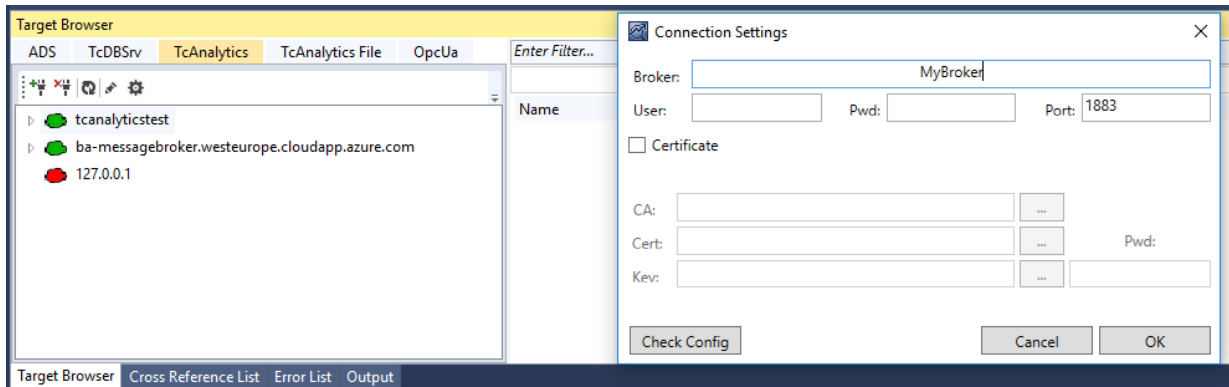 Target Browser
ADS TcDBSrv TcAnalytics TcAnalytics File OpcUa
tcanalyticstest
ba-messagebroker.westeurope.cloudapp.azure.com
127.0.0.1
Enter Filter...
Name
Connection Settings
Broker: MyBroker
User: Pwd: Port: 1883
Certificate
CA: ...
Cert: ... Pwd:
Key: ...
Check Config Cancel OK
Target Browser Cross Reference List Error List Output